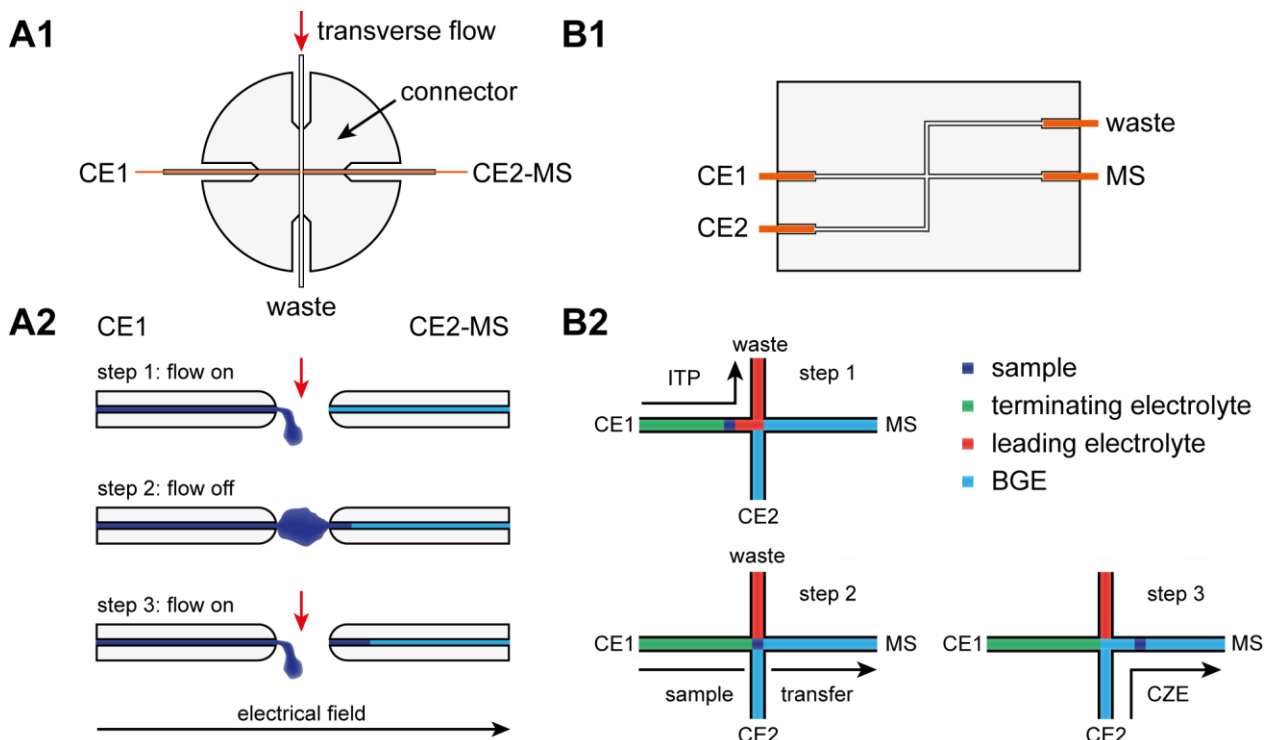 A1
transverse flow
connector
CE1
CE2-MS
waste
B1
waste
CE1
MS
CE2
A2
CE1
CE2-MS
step 1: flow on
step 2: flow off
step 3: flow on
electrical field
B2
waste
ITP
step 1
CE1
MS
CE2
sample
terminating electrolyte
leading electrolyte
BGE
waste
step 2
CE1
MS
sample
transfer
CE2
step 3
CE1
MS
CZE
CE2